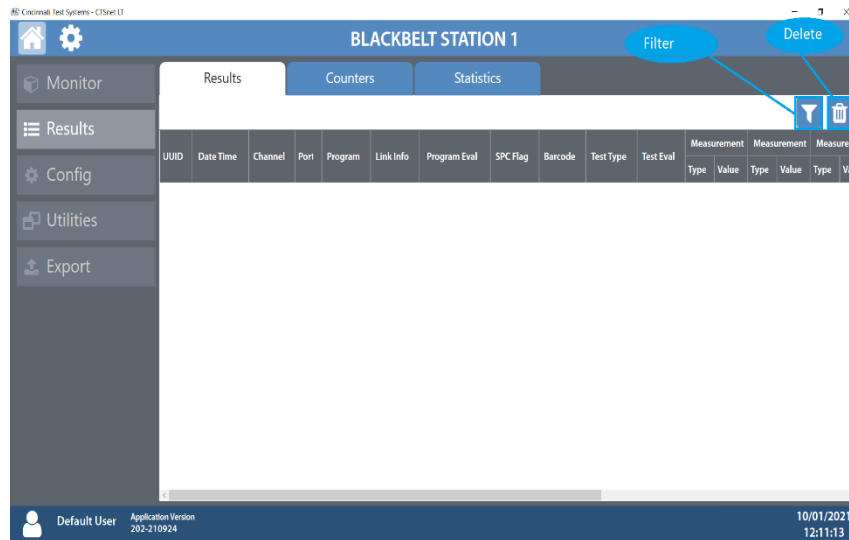 Cincinnati Test Systems - CTSnet LT
BLACKBELT STATION 1
Filter
Delete
Monitor
Results
Config
Utilities
Export
Results Counters Statistics
UUID Date Time Channel Port Program Link Info Program Eval SPC Flag Barcode Test Type Test Eval
Measurement Measurement Measure
Type Value Type Value Type Va
Default User
Application Version
202-210924
10/01/2021
12:11:13